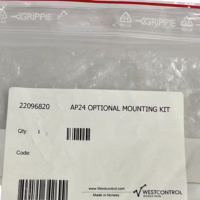 GRIPPIE GRIPPIE
22096820 AP24 OPTIONAL MOUNTING KIT
Qty: 1
Code:
www.Westcontrol.com
Made in Norway
WESTCONTROL